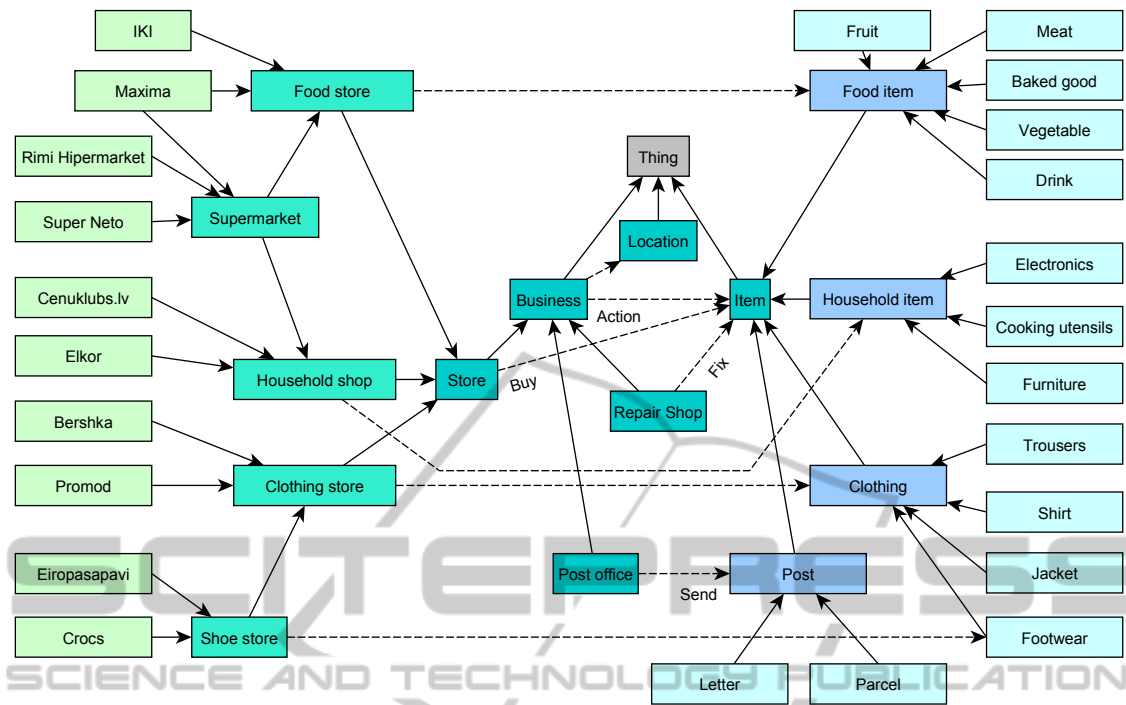 IKI
Fruit
Meat
Maxima
Food store
Food item
Baked good
Vegetable
Rimi Hipermarket
Thing
Drink
Super Neto
Supermarket
Location
Electronics
Cenuklubs.lv
Business
Item
Household item
Action
Cooking utensils
Elkor
Household shop
Store
Buy
Fix
Furniture
Repair Shop
Bershka
Trousers
Promod
Clothing store
Clothing
Shirt
Eiropasapavi
Post office
Send
Post
Jacket
Crocs
Shoe store
Footwear
Letter
Parcel
SCITEPRESS
SCIENCE AND TECHNOLOGY PUBLICATIONS